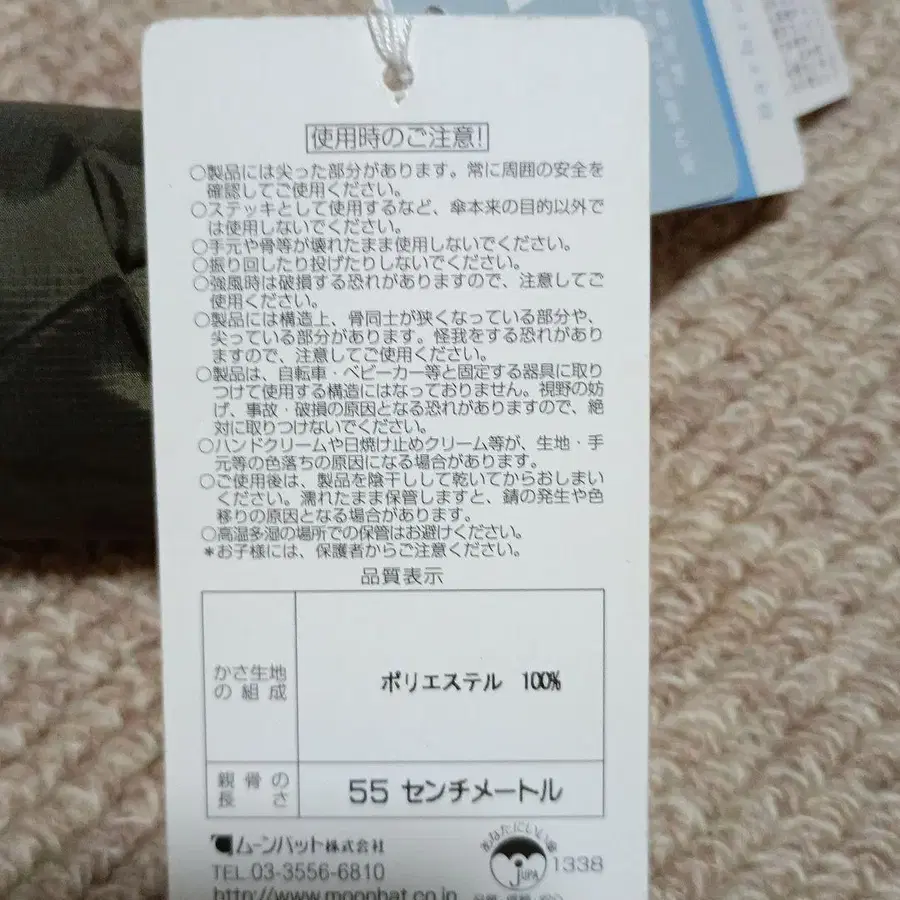 使用時のご注意!
○製品には尖った部分があります。常に周囲の安全を
確認してご使用ください。
○ステッキとして使用するなど、傘本来の目的以外で
は使用しないでください。
○手元や骨等が壊れたまま使用しないでください。
○振り回したり投げたりしないでください。
○強風時は破損する恐れがありますので、注意してご
使用ください。
○製品には構造上、骨同士が狭くなっている部分や、
尖っている部分があります。怪我をする恐れがあり
ますので、注意してご使用ください。
○製品は、自転車・ベビーカー等と固定する器具に取り
つけて使用する構造にはなっておりません。視野の妨
げ、事故・破損の原因となる恐れがありますので、絶
対に取りつけないでください。
○ハンドクリームや日焼け止めクリーム等が、生地・手
元等の色落ちの原因になる場合があります。
○ご使用後は、製品を陰干しして乾いてからおしまい
ください。濡れたまま保管しますと、錆の発生や色
移りの原因となる場合があります。
○高温多湿の場所での保管はお避けください。
*お子様には、保護者からご注意ください。
品質表示
かさ生地
の組成
ポリエステル 100%
親骨の
長さ
55 センチメートル
ムーンバット株式会社
TEL.03-3556-6810
http://www.moonbat.co.jp
あなたにいい傘
JUPA
1338